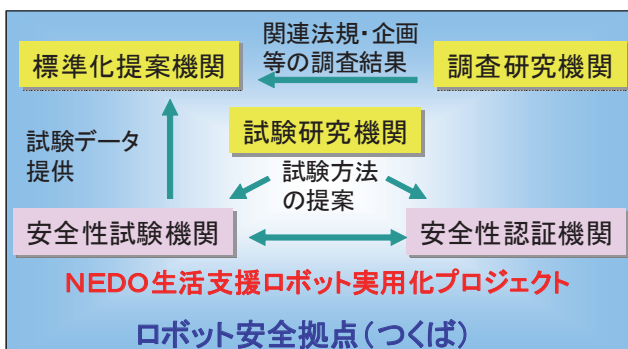 関連法規・企画
等の調査結果
標準化提案機関
調査研究機関
試験研究機関
試験データ
提供
試験方法
の提案
安全性試験機関
安全性認証機関
NEDO生活支援ロボット実用化プロジェクト
ロボット安全拠点(つくば)